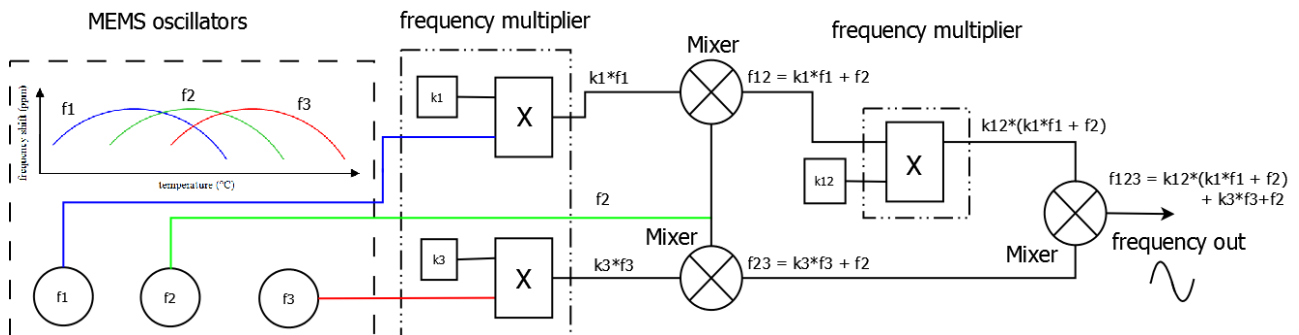 MEMS oscillators
frequency multiplier
Mixer
frequency multiplier
f1
f2
f3
frequency shift (ppm)
temperature (°C)
k1
X
k1*f1
f12 = k1*f1 + f2
k12
X
k12*(k1*f1 + f2)
f123 = k12*(k1*f1 + f2)
+ k3*f3+f2
f2
Mixer
Mixer
frequency out
k3
X
k3*f3
f23 = k3*f3 + f2
f1
f2
f3